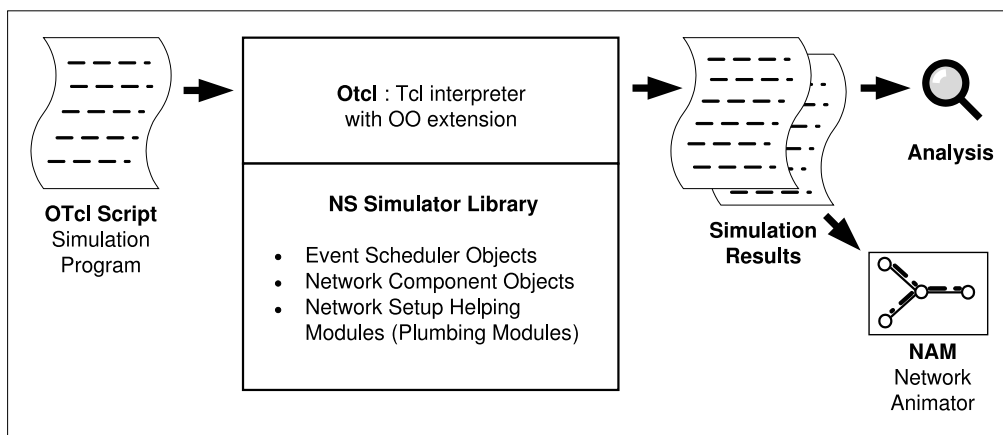 OTcl Script
Simulation
Program
Otcl : Tcl interpreter
with OO extension
NS Simulator Library
• Event Scheduler Objects
• Network Component Objects
• Network Setup Helping
Modules (Plumbing Modules)
Simulation
Results
Analysis
NAM
Network
Animator